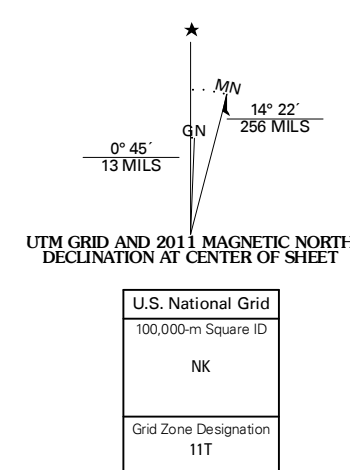 ★
MN
GN
14° 22´
256 MILS
0° 45´
13 MILS
UTM GRID AND 2011 MAGNETIC NORTH
DECLINATION AT CENTER OF SHEET
U.S. National Grid
100,000-m Square ID
NK
Grid Zone Designation
11T